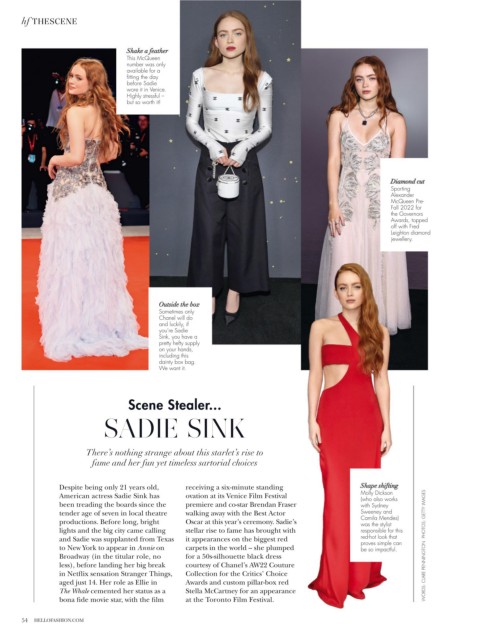 hf THESCENE
Shake a feather
This McQueen
number was only
available for a
fitting the day
before Sadie
wore it in Venice.
Highly stressful –
but so worth it!
Diamond cut
Sporting
Alexander
McQueen Pre-
Fall 2022 for
the Governors
Awards, topped
off with Fred
Leighton diamond
jewellery.
Outside the box
Sometimes only
Chanel will do
and luckily, if
you're Sadie
Sink, you have a
pretty hefty supply
on your hands,
including this
dainty box bag.
We want it.
Scene Stealer...
SADIE SINK
There's nothing strange about this starlet's rise to
fame and her fun yet timeless sartorial choices
Despite being only 21 years old,
American actress Sadie Sink has
been treading the boards since the
tender age of seven in local theatre
productions. Before long, bright
lights and the big city came calling
and Sadie was supplanted from Texas
to New York to appear in Annie on
Broadway (in the titular role, no
less), before landing her big break
in Netflix sensation Stranger Things,
aged just 14. Her role as Ellie in
The Whale cemented her status as a
bona fide movie star, with the film
receiving a six-minute standing
ovation at its Venice Film Festival
premiere and co-star Brendan Fraser
walking away with the Best Actor
Oscar at this year's ceremony. Sadie's
stellar rise to fame has brought with
it appearances on the biggest red
carpets in the world – she plumped
for a 50s-silhouette black dress
courtesy of Chanel's AW22 Couture
Collection for the Critics' Choice
Awards and custom pillar-box red
Stella McCartney for an appearance
at the Toronto Film Festival.
Shape shifting
Molly Dickson
(who also works
with Sydney
Sweeney and
Camila Mendes)
was the stylist
responsible for this
red-hot look that
proves simple can
be so impactful.
WORDS: CLAIRE PENNINGTON. PHOTOS: GETTY IMAGES
54 HELLOFASHION.COM